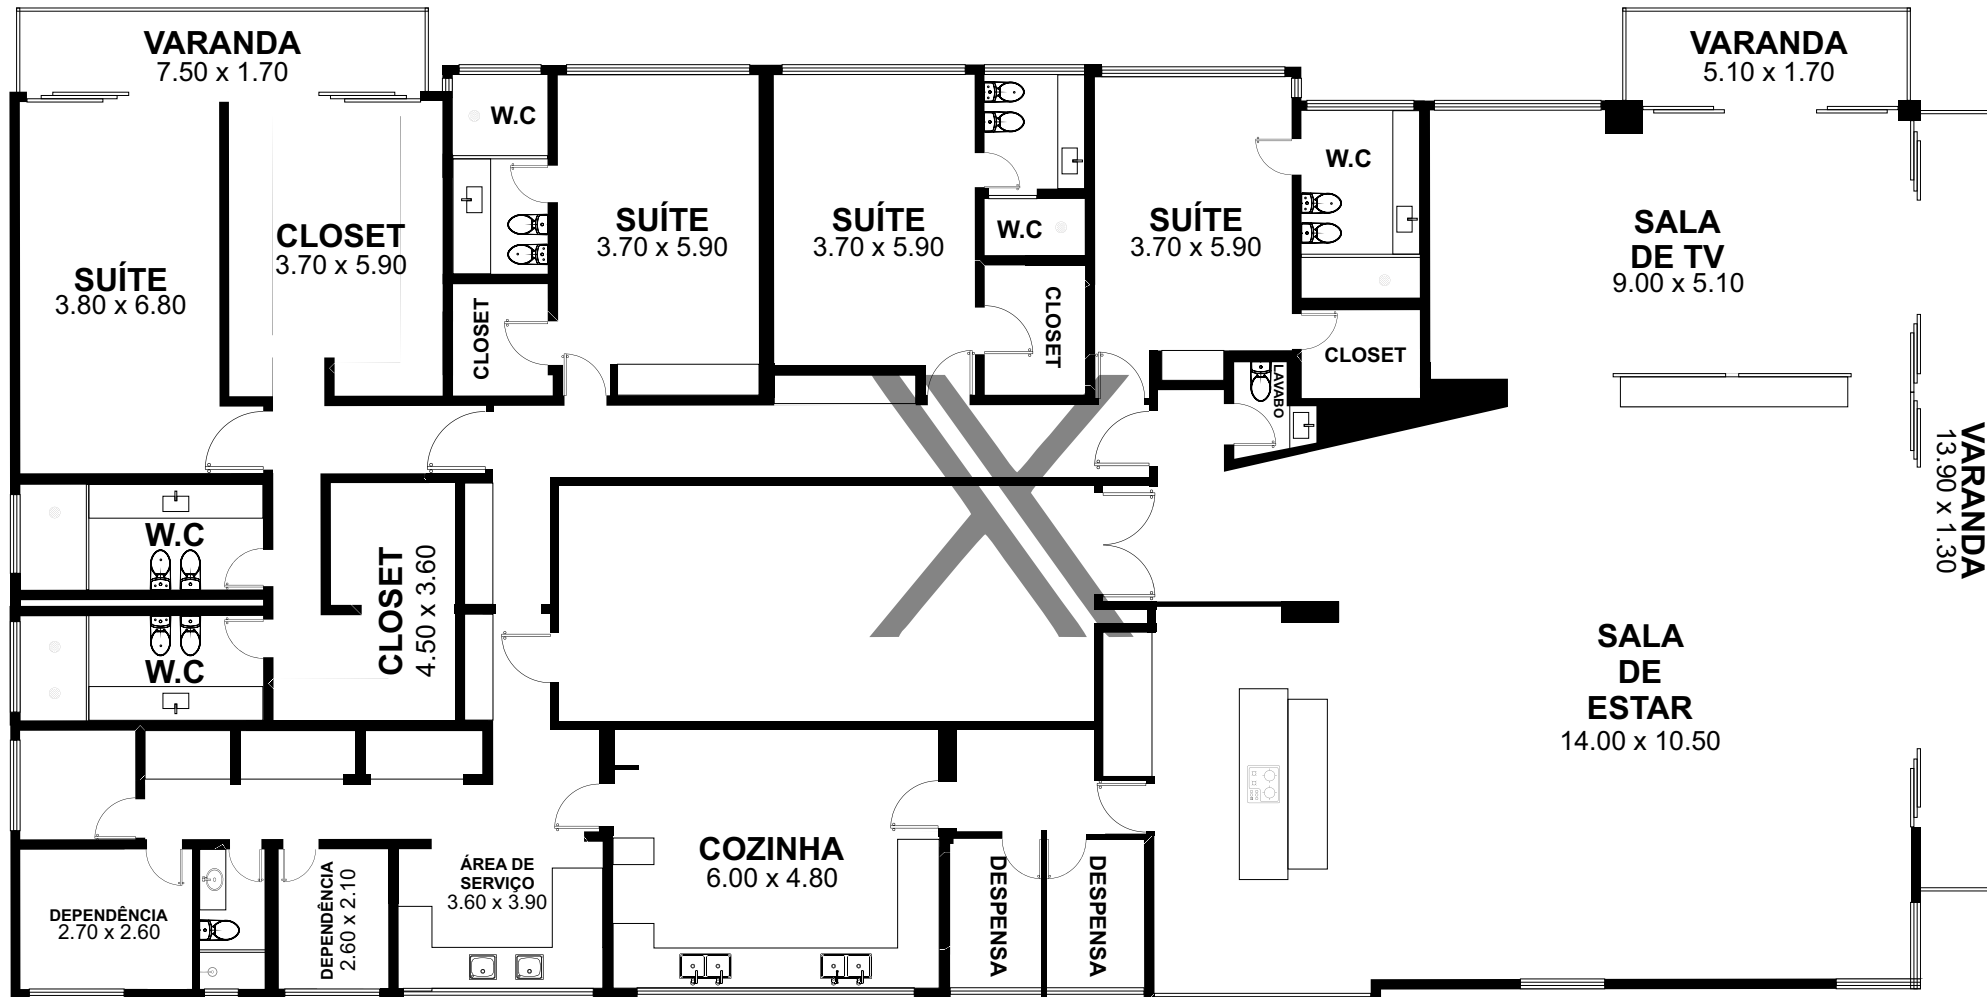 VARANDA
7.50 x 1.70
VARANDA
5.10 x 1.70
W.C
W.C
SUÍTE
3.70 x 5.90
SUÍTE
3.70 x 5.90
W.C
SUÍTE
3.70 x 5.90
SALA
DE TV
9.00 x 5.10
CLOSET
3.70 x 5.90
SUÍTE
3.80 x 6.80
CLOSET
CLOSET
CLOSET
LAVABO
VARANDA
13.90 x 1.30
W.C
CLOSET
4.50 x 3.60
W.C
SALA
DE
ESTAR
14.00 x 10.50
COZINHA
6.00 x 4.80
ÁREA DE
SERVIÇO
3.60 x 3.90
DEPENDÊNCIA
2.70 x 2.60
DEPENDÊNCIA
2.60 x 2.10
DESPENSA
DESPENSA